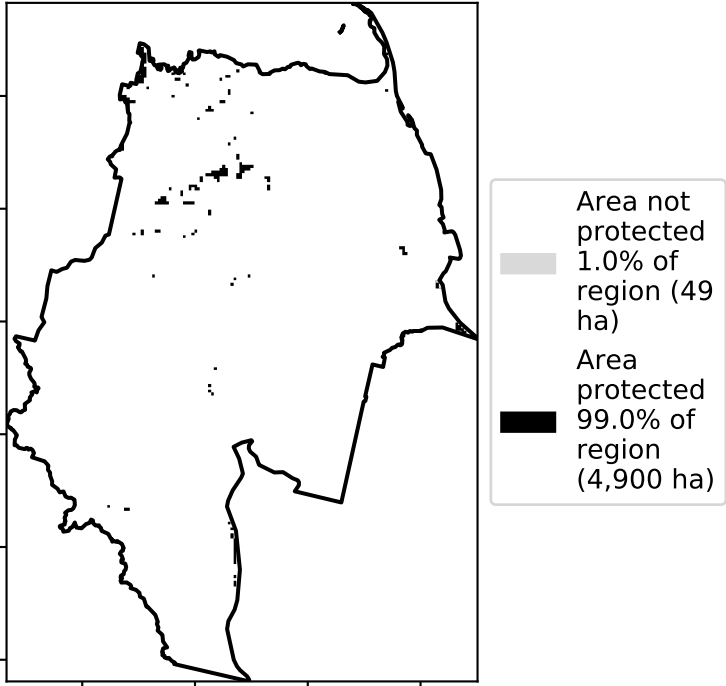 Area not
protected
1.0% of
region (49
ha)
Area
protected
99.0% of
region
(4,900 ha)